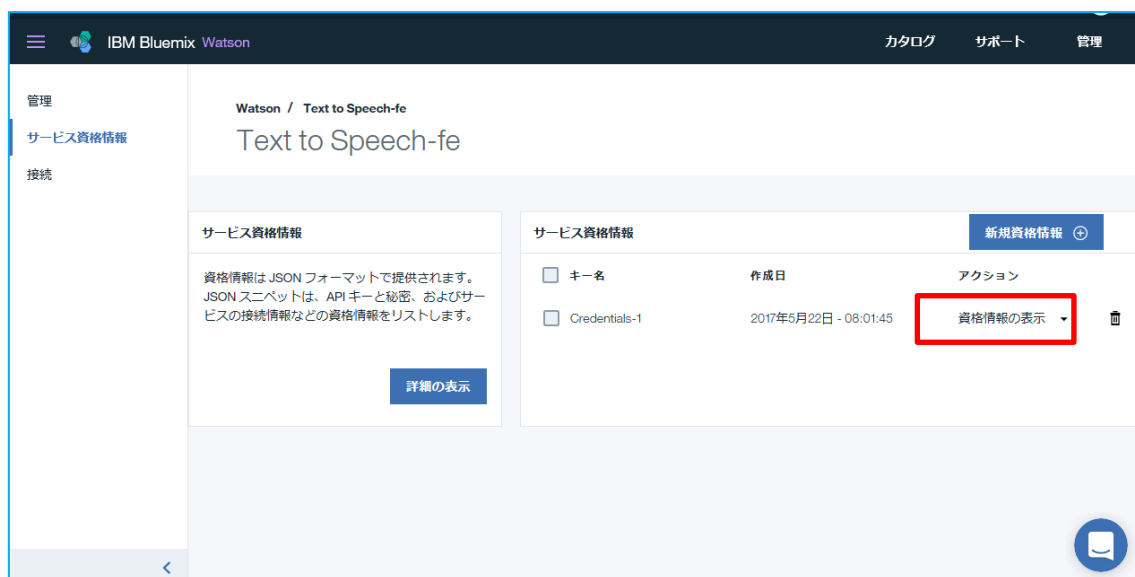 IBM Bluemix Watson
カタログ
サポート
管理
管理
サービス資格情報
接続
Watson / Text to Speech-fe
Text to Speech-fe
サービス資格情報
資格情報は JSON フォーマットで提供されます。
JSON スニペットは、API キーと秘密、およびサー
ビスの接続情報などの資格情報をリストします。
詳細の表示
サービス資格情報
新規資格情報
キー名
作成日
アクション
Credentials-1
2017年5月22日 - 08:01:45
資格情報の表示